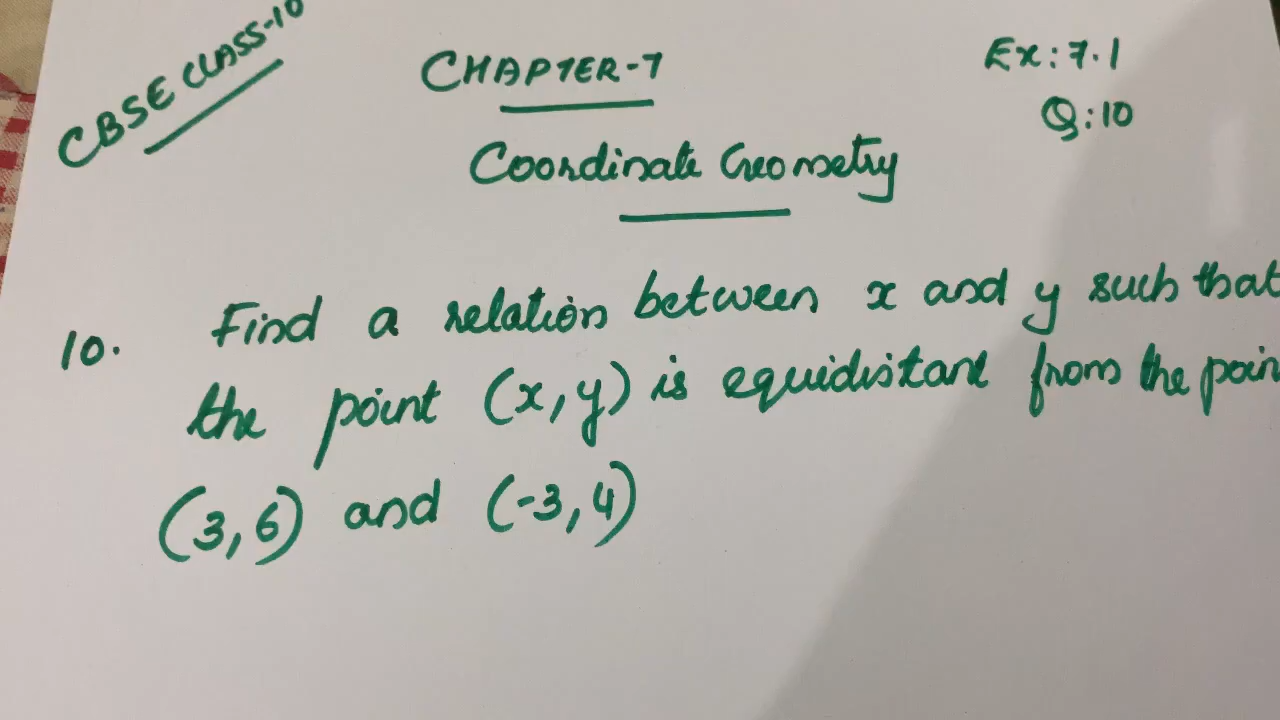 CBSE CLASS-10
CHAPTER-7
Ex: 7.1
Q:10
Coordinate Geometry
10. Find a relation between x and y such that
the point (x,y) is equidistant from the poin
(3,6) and (-3,4)